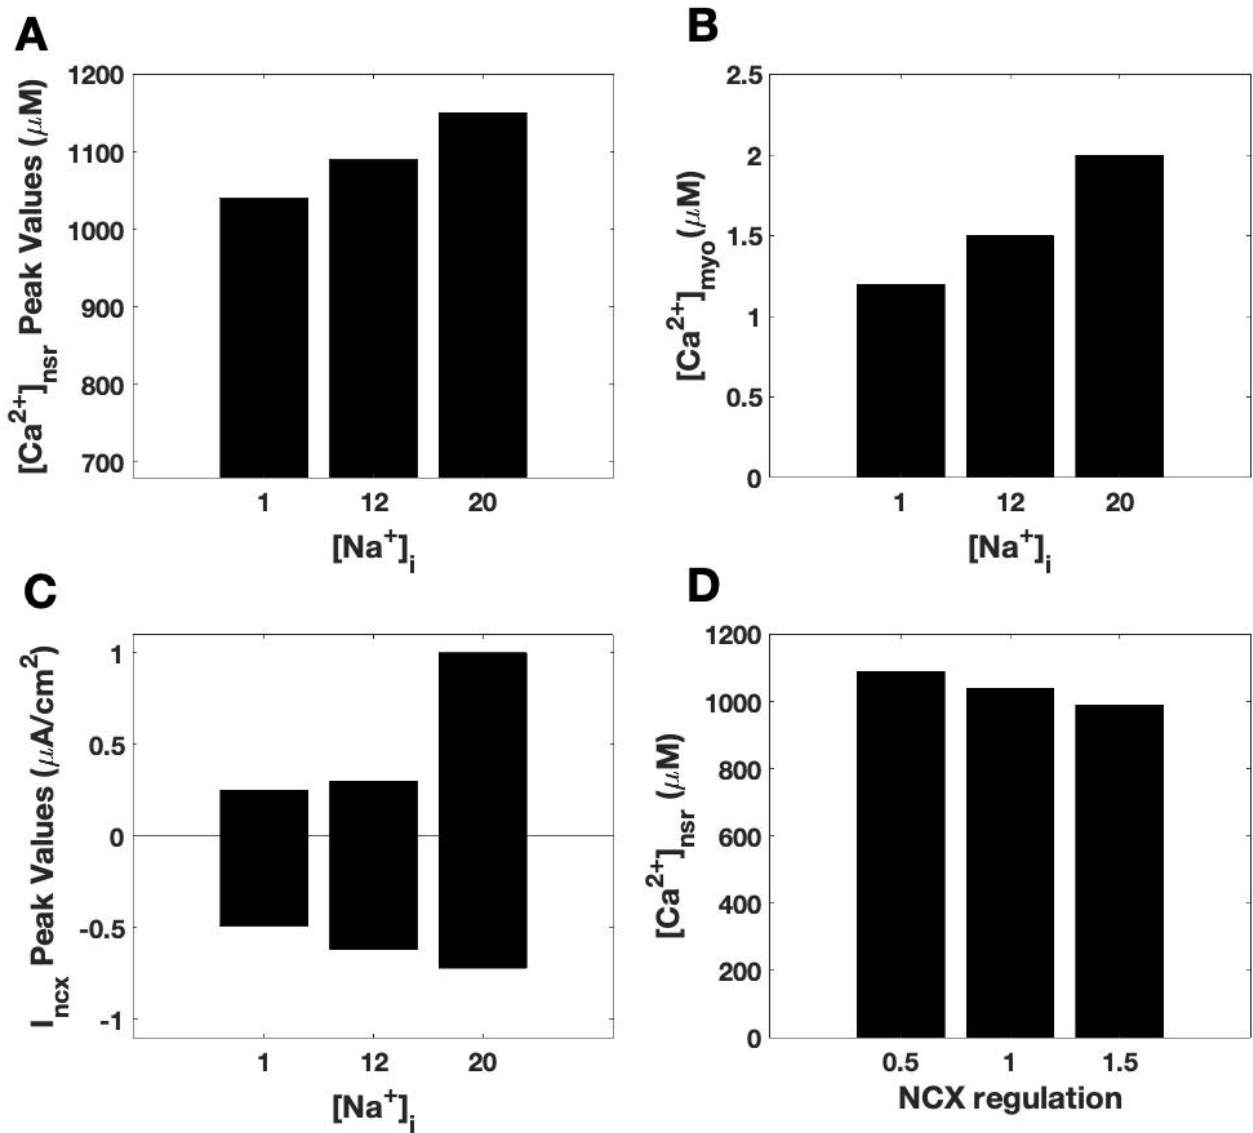 A
[Ca2+]nsr Peak Values (μM)
1200
1100
1000
900
800
700
1 12 20
[Na+]i
B
[Ca2+]myo(μM)
2.5
2
1.5
1
0.5
0
1 12 20
[Na+]i
C
Incx Peak Values (μA/cm2)
1
0.5
0
-0.5
-1
1 12 20
[Na+]i
D
[Ca2+]nsr (μM)
1200
1000
800
600
400
200
0
0.5 1 1.5
NCX regulation